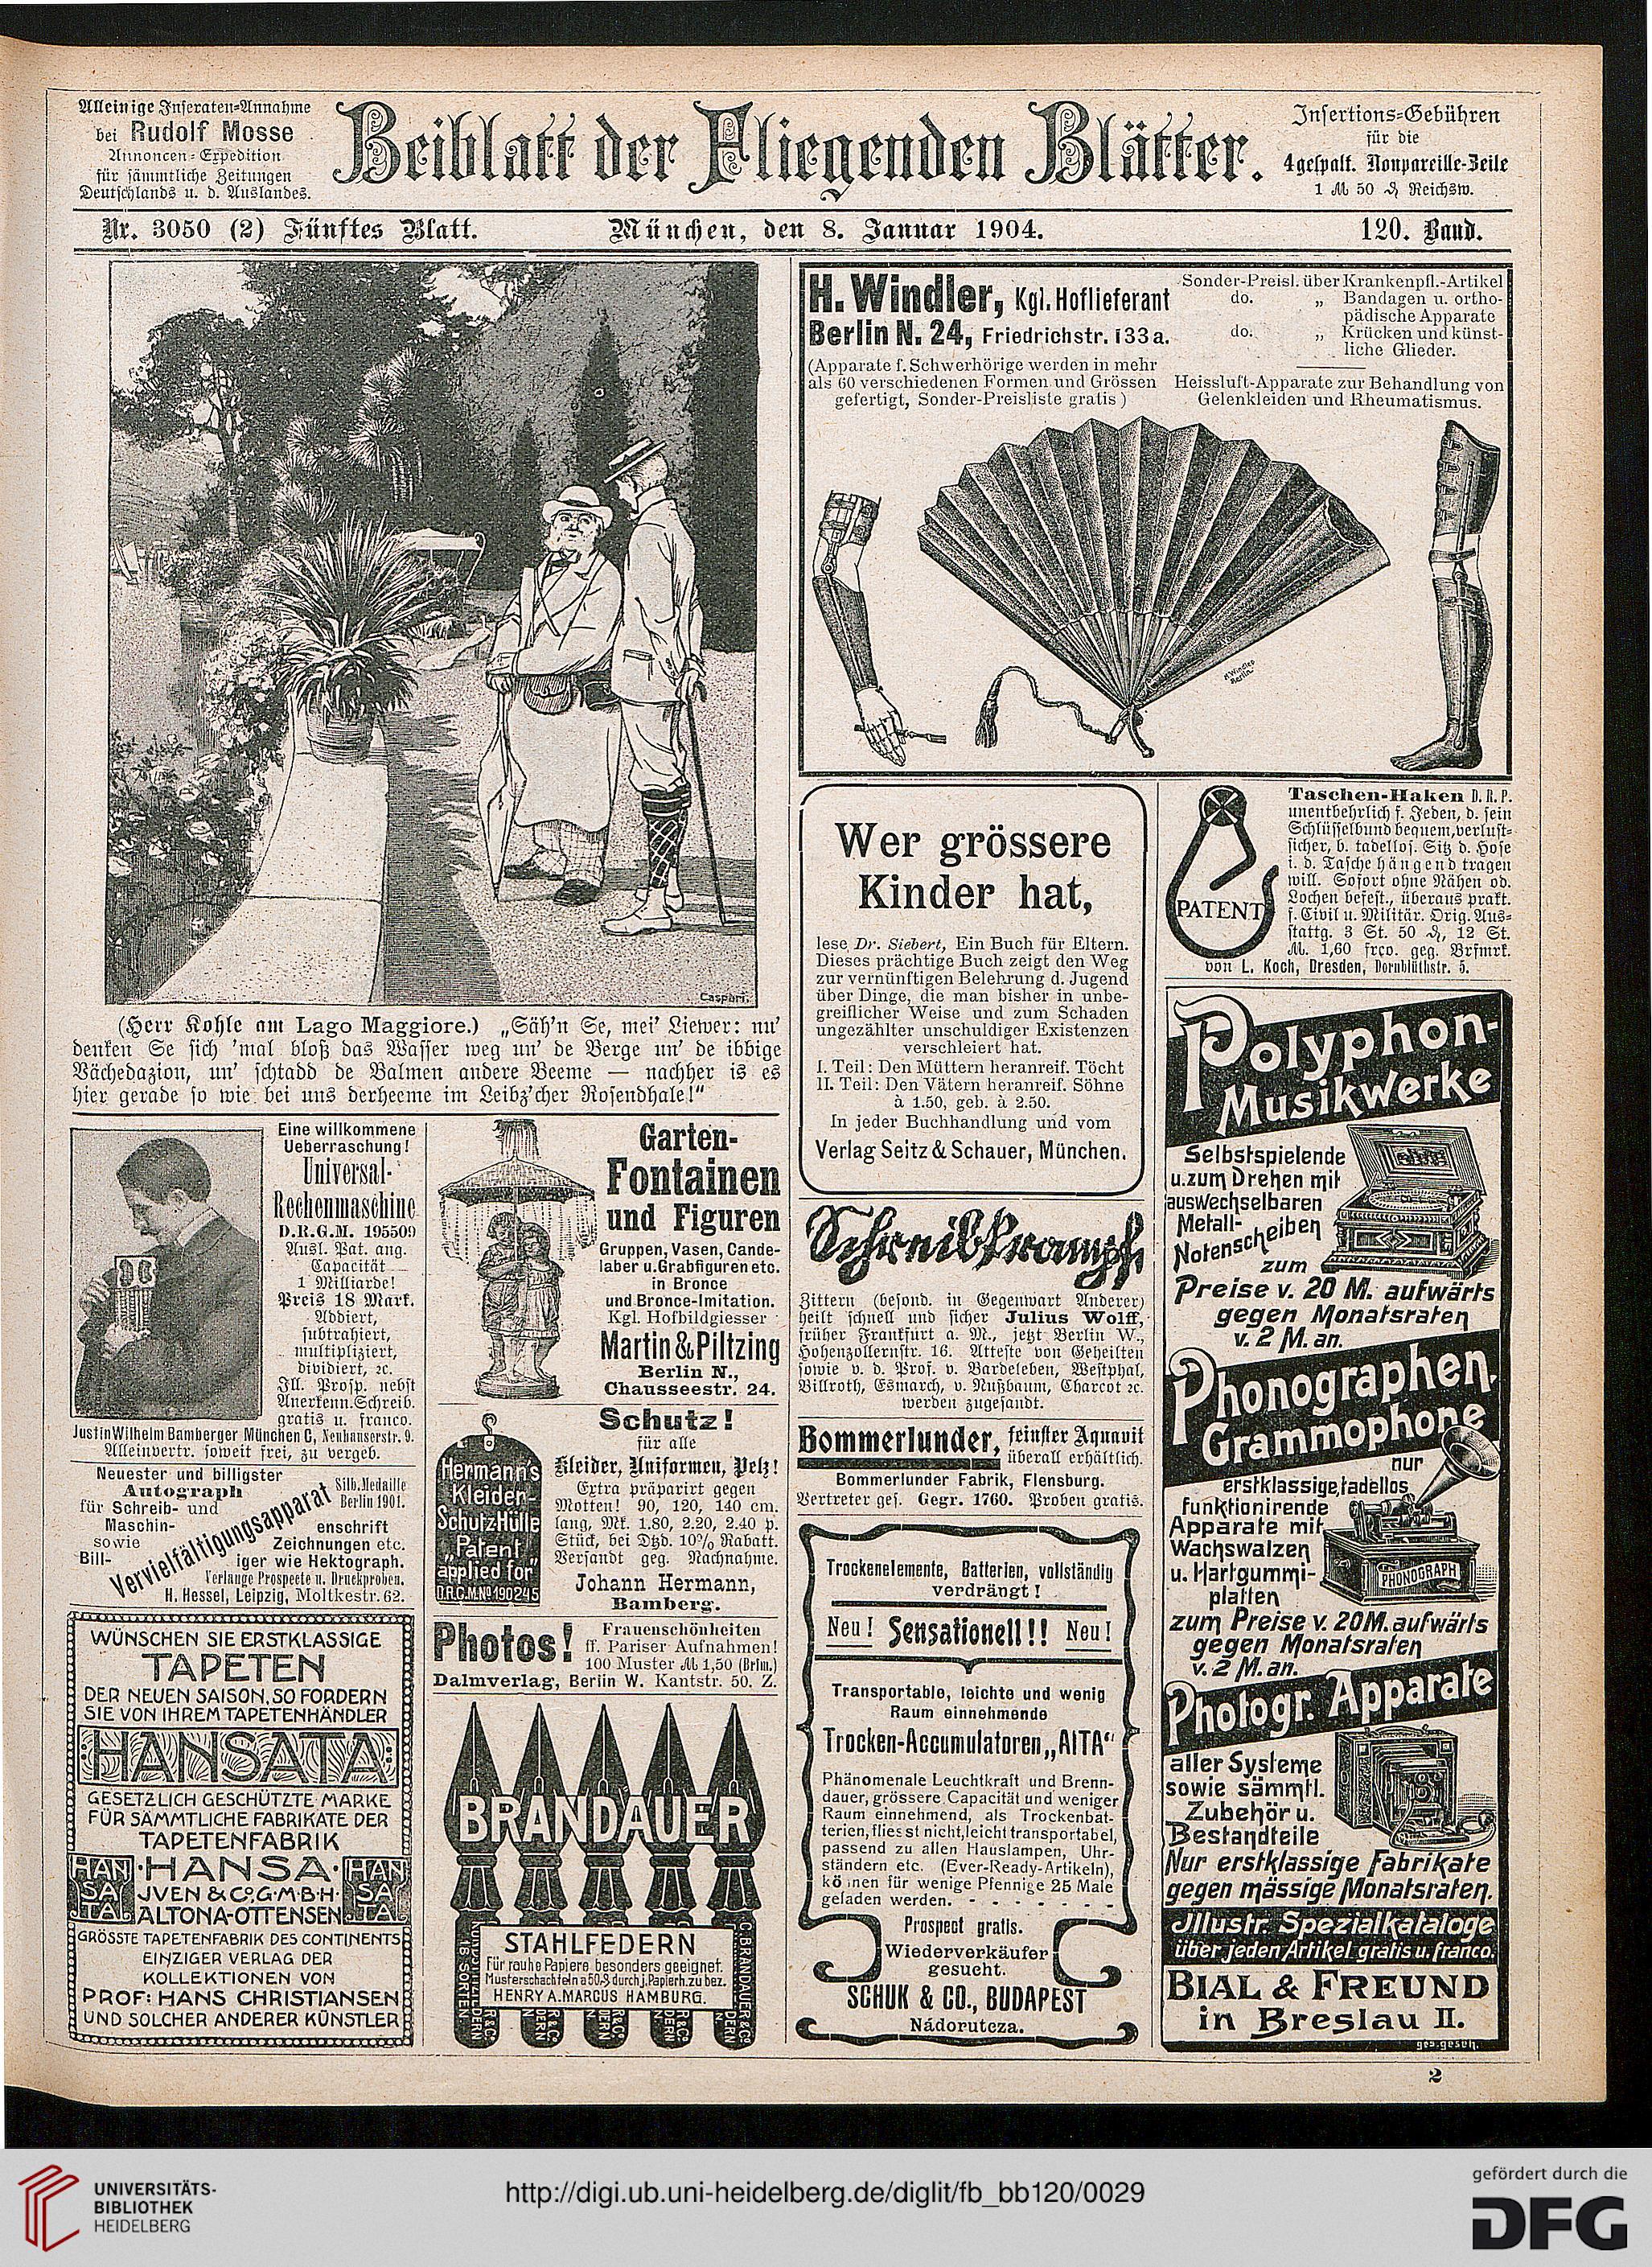 Alleinige Inseraten-Annahme
bei Rudolf Mosse
Annoncen-Expedition
für sämmtliche Zeitungen
Deutschlands u. d. Auslandes.
Beiblatt der Fliegenden Blätter.
Insertions-Gebühren
für die
4gespalt. Nonpareille-Zeile
1 M 50 ₰ Reichsw.
Nr. 3050 (2) Fünftes Blatt. München, den 8. Januar 1904. 120. Band.
Caspari.
(Herr Kohle am Lago Maggiore.) „Säh'n Se, mei' Liewer: nu'
denken Se sich 'mal bloß das Wasser weg un' de Berge un' de ibbige
Vächedazion, un' schtadd de Balmen andere Beeme — nachher is es
hier gerade so wie bei uns derheeme im Leibz'cher Rosendhale!“
Eine willkommene
Ueberraschung!
Universal-
Rechenmaschine
D.R.G.M. 195509
Ausl. Pat. ang.
Capacität
1 Milliarde!
Preis 18 Mark.
Addiert,
subtrahiert,
multipliziert,
dividiert, ꝛc.
Ill. Prosp. nebst
Anerkenn.Schreib.
gratis u. franco.
Justin Wilhelm Bamberger München C, Neuhauserstr. 9.
Alleinvertr. soweit frei, zu vergeb.
Neuester und billigster
Autograph
für Schreib- und
Maschin-
enschrift
sowie
Zeichnungen etc.
Bill-
iger wie Hektograph.
Vervielfältigungsapparat
Silb. Medaille
Berlin 1901.
Verlange Prospecte u. Druckproben.
H. Hessel, Leipzig, Moltkestr. 62.
WÜNSCHEN SIE ERSTKLASSIGE
TAPETEN
DER NEUEN SAISON, SO FORDERN
SIE VON IHREM TAPETENHÄNDLER
HANSATA
GESETZLICH GESCHÜTZTE MARKE
FÜR SÄMMTLICHE FABRIKATE DER
TAPETENFABRIK
HAN
SA
TA
·HANSA·
JVEN & CO. G·M·B·H·
ALTONA-OTTENSEN
HAN
SA
TA
GRÖSSTE TAPETENFABRIK DES CONTINENTS
EINZIGER VERLAG DER
KOLLEKTIONEN VON
PROF: HANS CHRISTIANSEN
UND SOLCHER ANDERER KÜNSTLER
Garten-
Fontainen
und Figuren
Gruppen, Vasen, Cande-
laber u. Grabfiguren etc.
in Bronce
und Bronce-Imitation.
Kgl. Hofbildgiesser
Martin & Piltzing
Berlin N.,
Chausseestr. 24.
Hermann's
Kleider-
Schutz-Hülle
„Patent
applied for“
D.R.G.M.No.190245
Schutz!
für alle
Kleider, Uniformen, Pelz!
Extra präparirt gegen
Motten! 90, 120, 140 cm.
lang, Mk. 1.80, 2.20, 2.40 p.
Stück, bei Dtzd. 10% Rabatt.
Versandt geg. Nachnahme.
Johann Hermann,
Bamberg.
Photos!
Frauenschönheiten
ff. Pariser Aufnahmen!
100 Muster M 1,50 (Brfm.)
Dalmverlag, Berlin W. Kantstr. 50. Z.
BRANDAUER
STAHLFEDERN
Für rauhe Papiere besonders geeignet.
Musterschachteln a 50 ₰ durch j. Papierh. zu bez.
HENRY A. MARCUS HAMBURG.
H. Windler, Kgl. Hoflieferant
Berlin N. 24, Friedrichstr. 133a.
(Apparate f. Schwerhörige werden in mehr
als 60 verschiedenen Formen und Grössen
gefertigt, Sonder-Preisliste gratis)
Sonder-Preisl. über Krankenpfl.-Artikel
do. „ Bandagen u. ortho-
pädische Apparate
do. „ Krücken und künst-
liche Glieder.
Heissluft-Apparate zur Behandlung von
Gelenkleiden und Rheumatismus.
H. Windler
Berlin.
Wer grössere
Kinder hat,
lese Dr. Siebert, Ein Buch für Eltern.
Dieses prächtige Buch zeigt den Weg
zur vernünftigen Belehrung d. Jugend
über Dinge, die man bisher in unbe-
greiflicher Weise und zum Schaden
ungezählter unschuldiger Existenzen
verschleiert hat.
I. Teil: Den Müttern heranreif. Töcht
II. Teil: Den Vätern heranreif. Söhne
à 1.50, geb. à 2.50.
In jeder Buchhandlung und vom
Verlag Seitz & Schauer, München.
Schreibkrampf,
Zittern (besond. in Gegenwart Anderer)
heilt schnell und sicher Julius Wolff,
früher Frankfurt a. M., jetzt Berlin W.,
Hohenzollernstr. 16. Atteste von Geheilten
sowie v. d. Prof. v. Bardeleben, Westphal,
Billroth, Esmarch, v. Nußbaum, Charcot ꝛc.
werden zugesandt.
Bommerlunder, feinster Aquavit
überall erhältlich.
Bommerlunder Fabrik, Flensburg.
Vertreter ges. Gegr. 1760. Proben gratis.
Trockenelemente, Batterien, vollständig
verdrängt!
Neu! Sensationell!! Neu!
Transportable, leichte und wenig
Raum einnehmende
Trocken-Accumulatoren „AITA“
Phänomenale Leuchtkraft und Brenn-
dauer, grössere Capacität und weniger
Raum einnehmend, als Trockenbat-
terien, fliesst nicht, leicht transportabel,
passend zu allen Hauslampen, Uhr-
ständern etc. (Ever-Ready-Artikeln),
kö nen für wenige Pfennige 25 Male
geladen werden. - - - - - -
Prospect gratis.
Wiederverkäufer
gesucht.
SCHUK & CO., BUDAPEST
Nádorutcza.
PATENT
Taschen-Haken D. R. P.
unentbehrlich f. Jeden, d. sein
Schlüsselbund bequem, verlust-
sicher, b. tadellos. Sitz d. Hose
i. d. Tasche hängend tragen
will. Sofort ohne Nähen od.
Lochen befest., überaus prakt.
f. Civil u. Militär. Orig. Aus-
stattg. 3 St. 50 ₰, 12 St.
M. 1,60 frco. geg. Brfmrk.
von L. Koch, Dresden, Dornblüthstr. 5.
Polyphon-
Musikwerke
Selbstspielende
u. zum Drehen mit
auswechselbaren
Metall-
Notenscheiben
zum
Preise v. 20 M. aufwärts
gegen Monatsraten
v. 2 M. an.
Phonographen,
Grammophone
nur
erstklassige, tadellos
funktionirende
Apparate mit
Wachswalzen
u. Hartgummi-
platten
PHONOGRAPH
zum Preise v. 20 M. aufwärts
gegen Monatsraten
v. 2 M. an.
Photogr. Apparate
aller Systeme
sowie sämmtl.
Zubehör u.
Bestandteile
Nur erstklassige Fabrikate
gegen mässige Monatsraten.
Jllustr. Spezialkataloge
über jeden Artikel gratis u. franco.
BIAL & FREUND
in Breslau II.
ges. gesch.
2
UNIVERSITÄTS-
BIBLIOTHEK
HEIDELBERG
http://digi.ub.uni-heidelberg.de/diglit/fb_bb120/0029
gefördert durch die
DFG